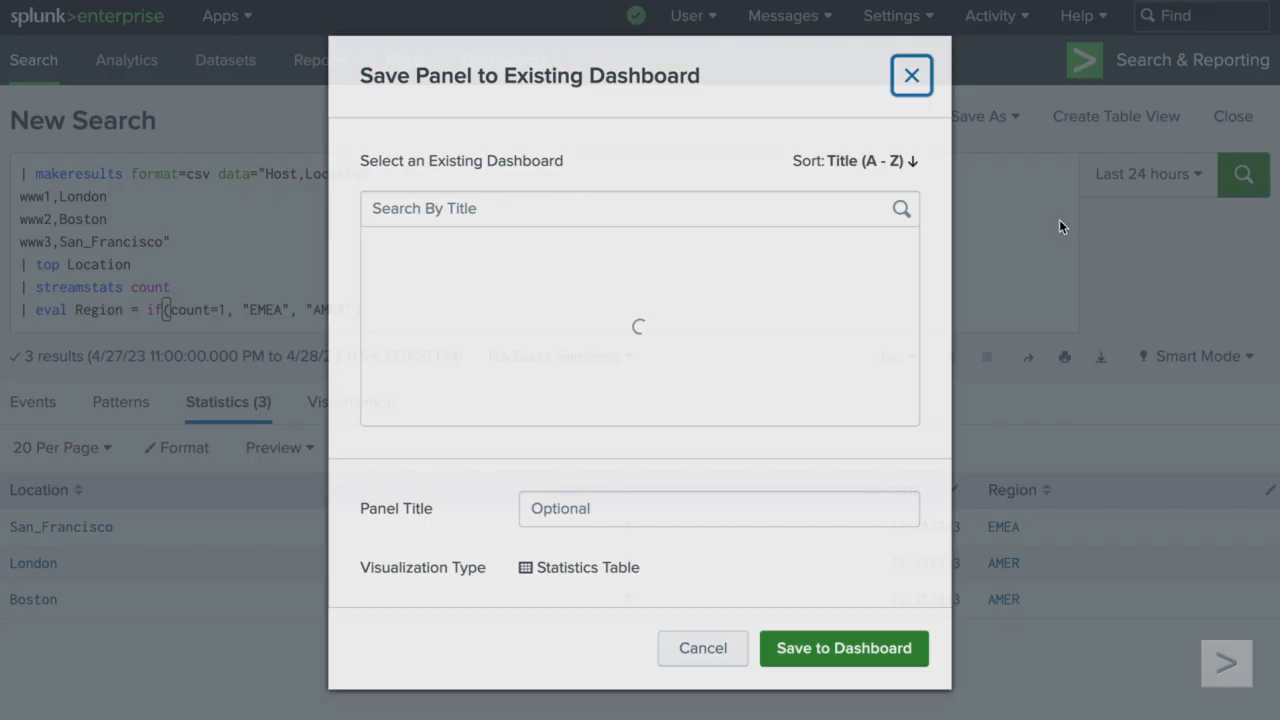 splunk>enterprise Apps User Messages Settings Activity Help Find
Search Analytics Datasets Search & Reporting
Save Panel to Existing Dashboard
New Search Save As Create Table View Close
Select an Existing Dashboard Sort: Title (A - Z)
Search By Title
| makeresults format=csv data="Host, Last 24 hours
www1,London
www2,Boston
www3,San_Francisco"
| top Location
| streamstats count
| eval Region = if(count=1, "EMEA",
3 results (4/27/23 11:00:00.000 PM to Smart Mode
Events Patterns Statistics (3)
20 Per Page Format Preview
Location Region
Panel Title Optional
San_Francisco EMEA
London AMER
Boston AMER
Visualization Type Statistics Table
Cancel Save to Dashboard